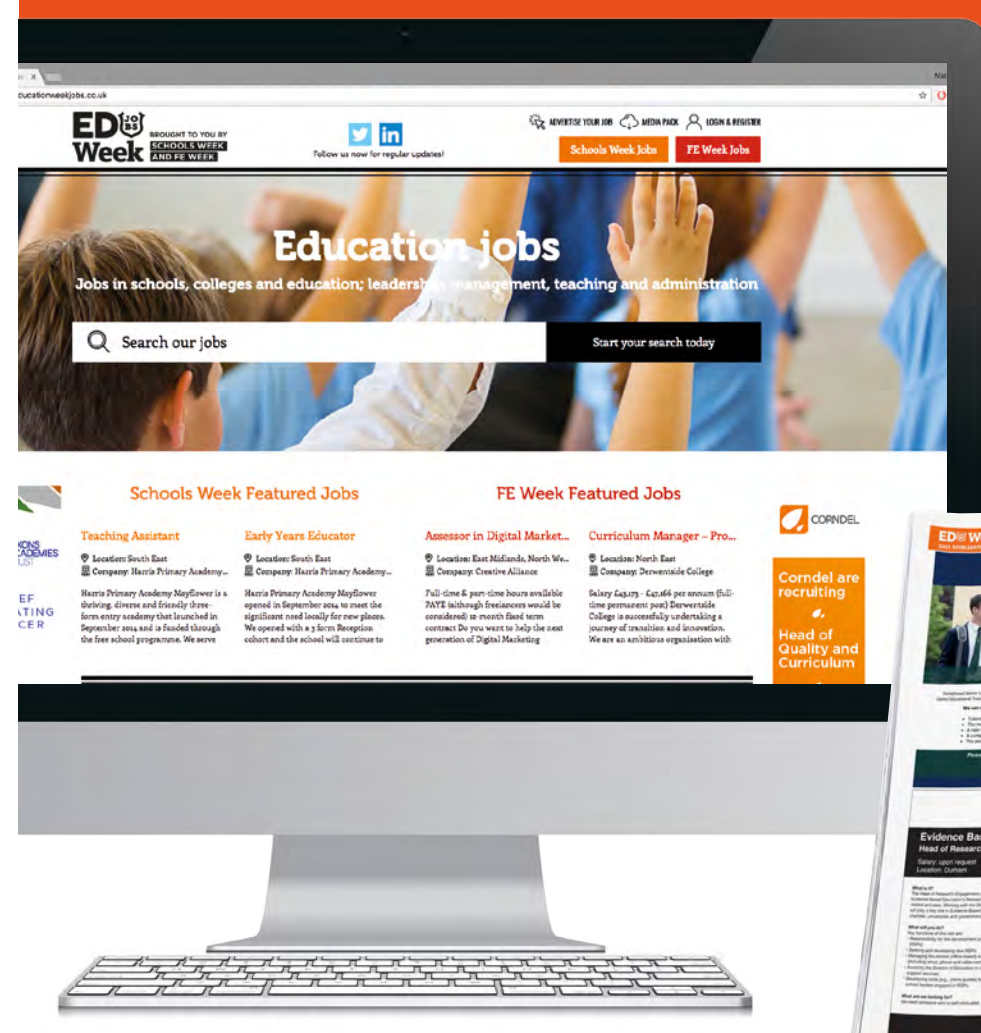 educationweekjobs.co.uk
ED JOBS
Week
BROUGHT TO YOU BY
SCHOOLS WEEK
AND FE WEEK
Follow us now for regular updates!
ADVERTISE YOUR JOB MEDIA PACK LOGIN & REGISTER
Schools Week Jobs FE Week Jobs
Education jobs
Jobs in schools, colleges and education; leadership, management, teaching and administration
Search our jobs
Start your search today
Schools Week Featured Jobs
Teaching Assistant
Location: South East
Company: Harris Primary Academy...
Harris Primary Academy Mayflower is a
thriving, diverse and friendly three-
form entry academy that launched in
September 2014 and is funded through
the free school programme. We serve
Early Years Educator
Location: South East
Company: Harris Primary Academy...
Harris Primary Academy Mayflower
opened in September 2014 to meet the
significant need locally for new places.
We opened with a 3 form Reception
cohort and the school will continue to
FE Week Featured Jobs
Assessor in Digital Market...
Location: East Midlands, North We...
Company: Creative Alliance
Full-time & part-time hours available
PAYE (although freelancers would be
considered) 12-month fixed term
contract Do you want to help the next
generation of Digital Marketing
Curriculum Manager – Pro...
Location: North East
Company: Derwentside College
Salary £43,173 - £47,166 per annum (full-
time permanent post) Derwentside
College is successfully undertaking a
journey of transition and innovation.
We are an ambitious organisation with
CORNDEL
Corndel are
recruiting
Head of
Quality and
Curriculum
Evidence Ba
Head of Researc
Salary: upon request
Location: Durham
What is it?
What will you do?
What are we looking for?